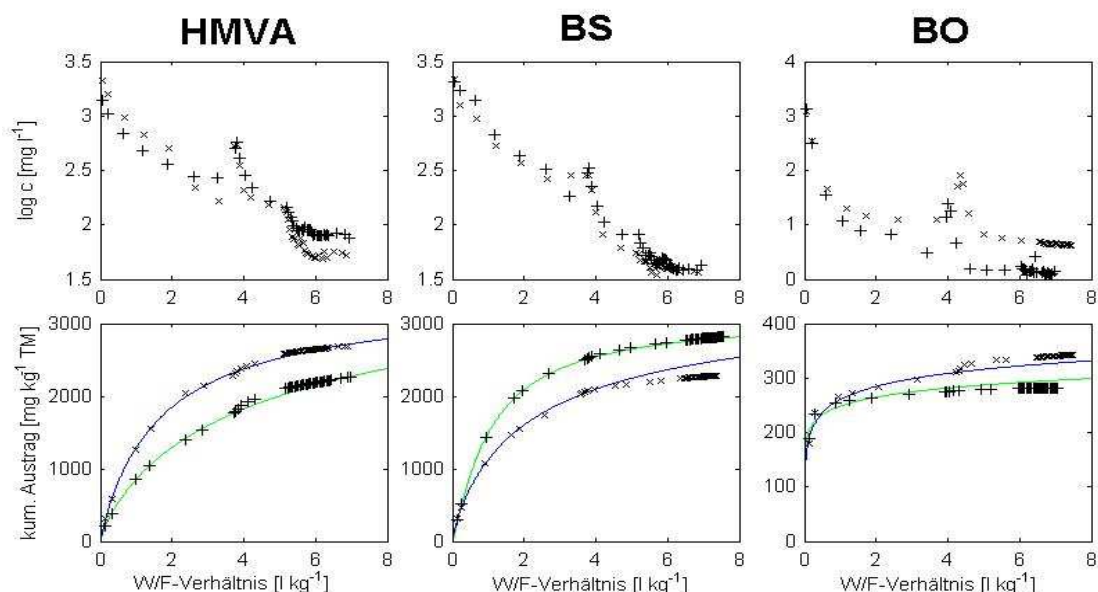 HMVA BS BO
log c [mg l⁻¹]
3.5
3
2.5
2
1.5
0 2 4 6 8
3.5
3
2.5
2
1.5
0 2 4 6 8
4
3
2
1
0
0 2 4 6 8
kum. Austrag [mg kg⁻¹ TM]
3000
2000
1000
0
0 2 4 6 8
W/F-Verhältnis [l kg⁻¹]
3000
2000
1000
0
0 2 4 6 8
W/F-Verhältnis [l kg⁻¹]
400
300
200
100
0
0 2 4 6 8
W/F-Verhältnis [l kg⁻¹]